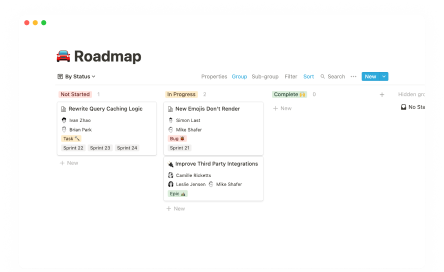 Roadmap
By Status
Properties Group Sub-group Filter Sort Search ... New
Not Started 1
In Progress 2
Complete 0
Hidden
Rewrite Query Caching Logic
Ivan Zhao
Brian Park
Task
Sprint 22 Sprint 23 Sprint 24
+ New
New Emojis Don't Render
Simon Last
Mike Shafer
Bug
Sprint 21
Improve Third Party Integrations
Camille Ricketts
Leslie Jensen Mike Shafer
Epic
+ New
+ New
No